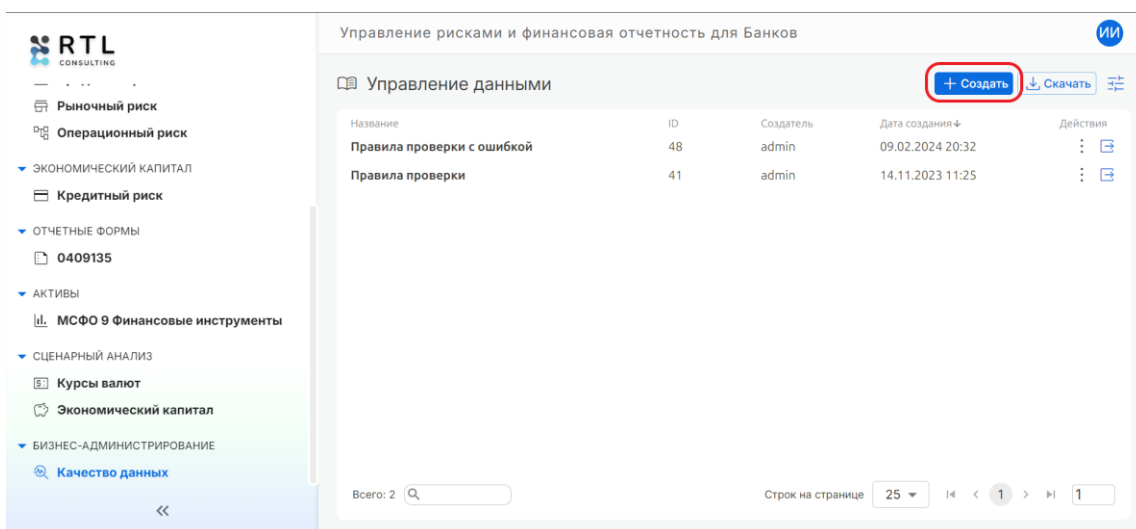 RTL
CONSULTING
Рыночный риск
Операционный риск
ЭКОНОМИЧЕСКИЙ КАПИТАЛ
Кредитный риск
ОТЧЕТНЫЕ ФОРМЫ
0409135
АКТИВЫ
МСФО 9 Финансовые инструменты
СЦЕНАРНЫЙ АНАЛИЗ
Курсы валют
Экономический капитал
БИЗНЕС-АДМИНИСТРИРОВАНИЕ
Качество данных
Управление рисками и финансовая отчетность для Банков
ИИ
Управление данными
+ Создать
Скачать
Название ID Создатель Дата создания Действия
Правила проверки с ошибкой 48 admin 09.02.2024 20:32
Правила проверки 41 admin 14.11.2023 11:25
Всего: 2 Строк на странице 25 1 1